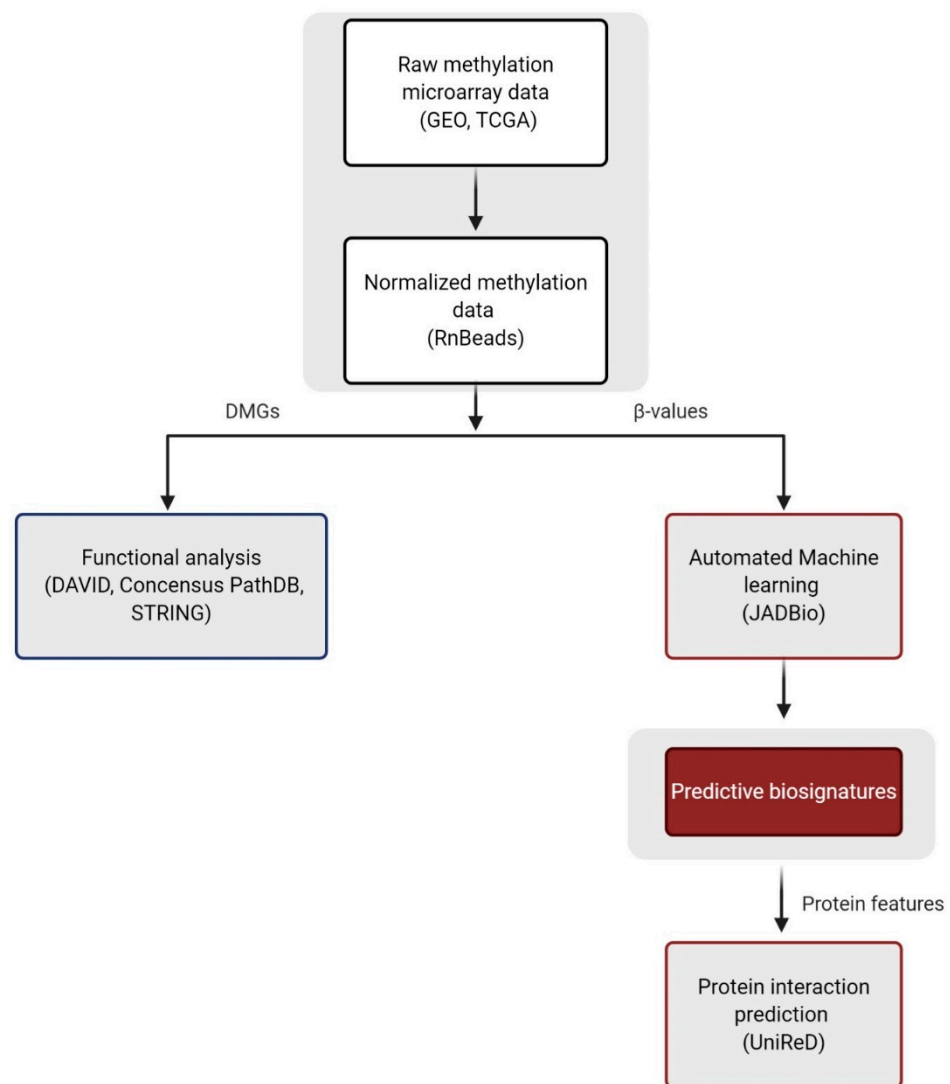 Raw methylation
microarray data
(GEO, TCGA)
Normalized methylation
data
(RnBeads)
DMGs
β-values
Functional analysis
(DAVID, Concensus PathDB,
STRING)
Automated Machine
learning
(JADBio)
Predictive biosignatures
Protein features
Protein interaction
prediction
(UniReD)